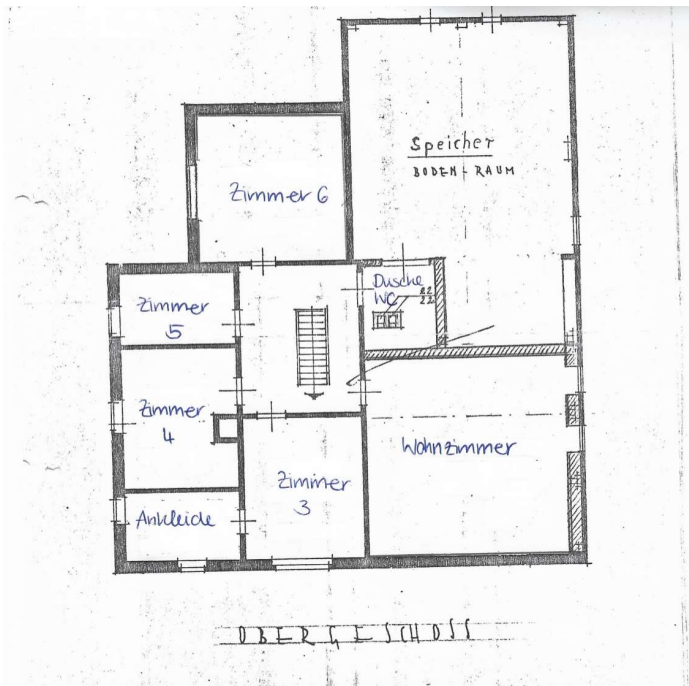 Speicher
BODEN-RAUM
Zimmer 6
Dusche
WC
Zimmer
5
Zimmer
4
Wohnzimmer
Zimmer
3
Ankleide
OBERGESCHOSS